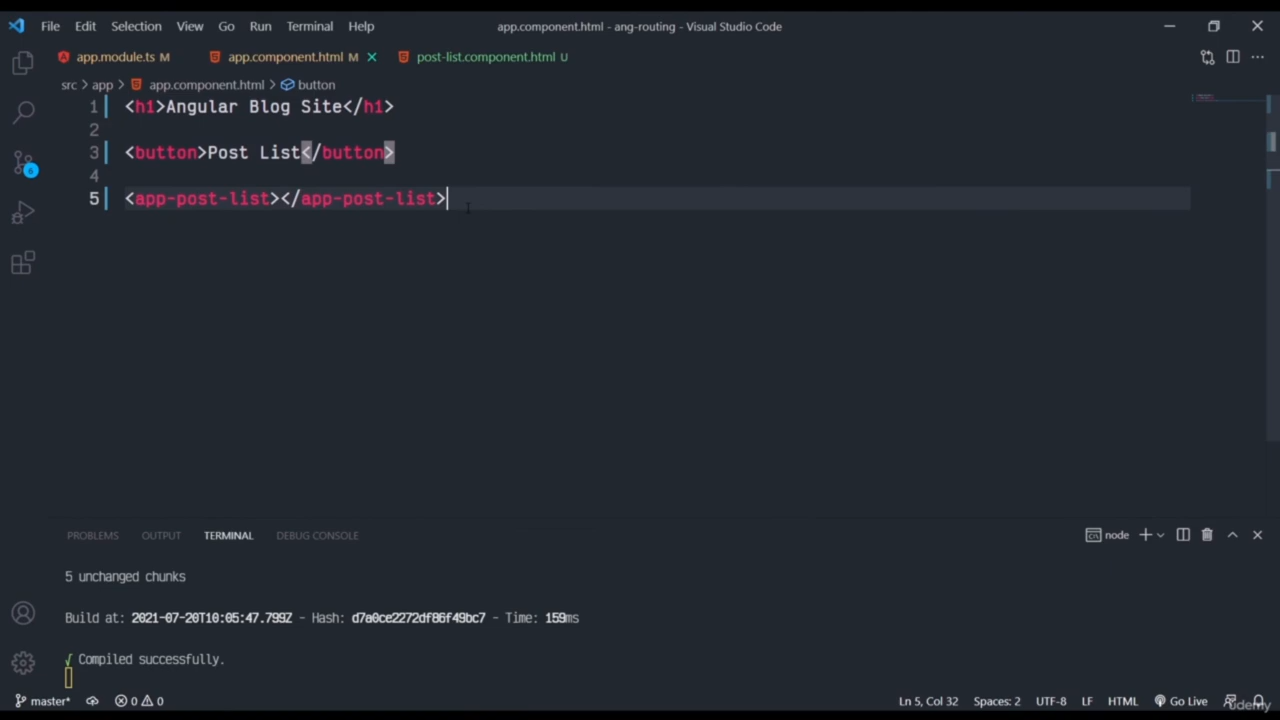 File Edit Selection View Go Run Terminal Help app.component.html - ang-routing - Visual Studio Code
app.module.ts M app.component.html M post-list.component.html U
src > app > app.component.html > button
1 <h1>Angular Blog Site</h1>
2
3 <button>Post List</button>
4
5 <app-post-list></app-post-list>
PROBLEMS OUTPUT TERMINAL DEBUG CONSOLE node
5 unchanged chunks
Build at: 2021-07-20T10:05:47.799Z - Hash: d7a0ce2272df86f49bc7 - Time: 159ms
√ Compiled successfully.
master* 0 0 Ln 5, Col 32 Spaces: 2 UTF-8 LF HTML Go Live
udemy